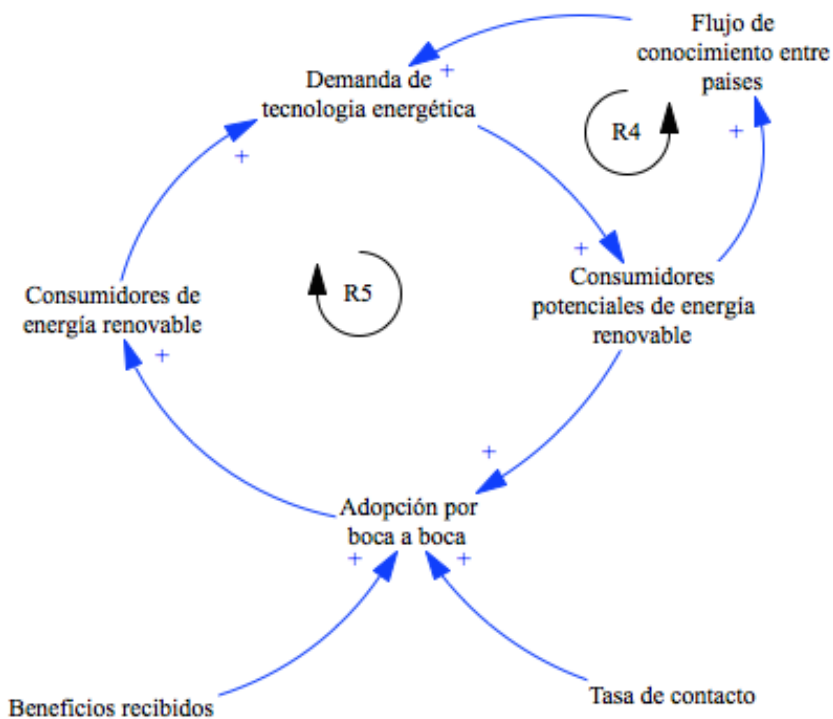 Flujo de
conocimiento entre
paises
Demanda de
tecnologia energética
+
+
+
R4
+
Consumidores de
energía renovable
R5
Consumidores
potenciales de energía
renovable
+
+
Adopción por
boca a boca
+
+
Beneficios recibidos
Tasa de contacto